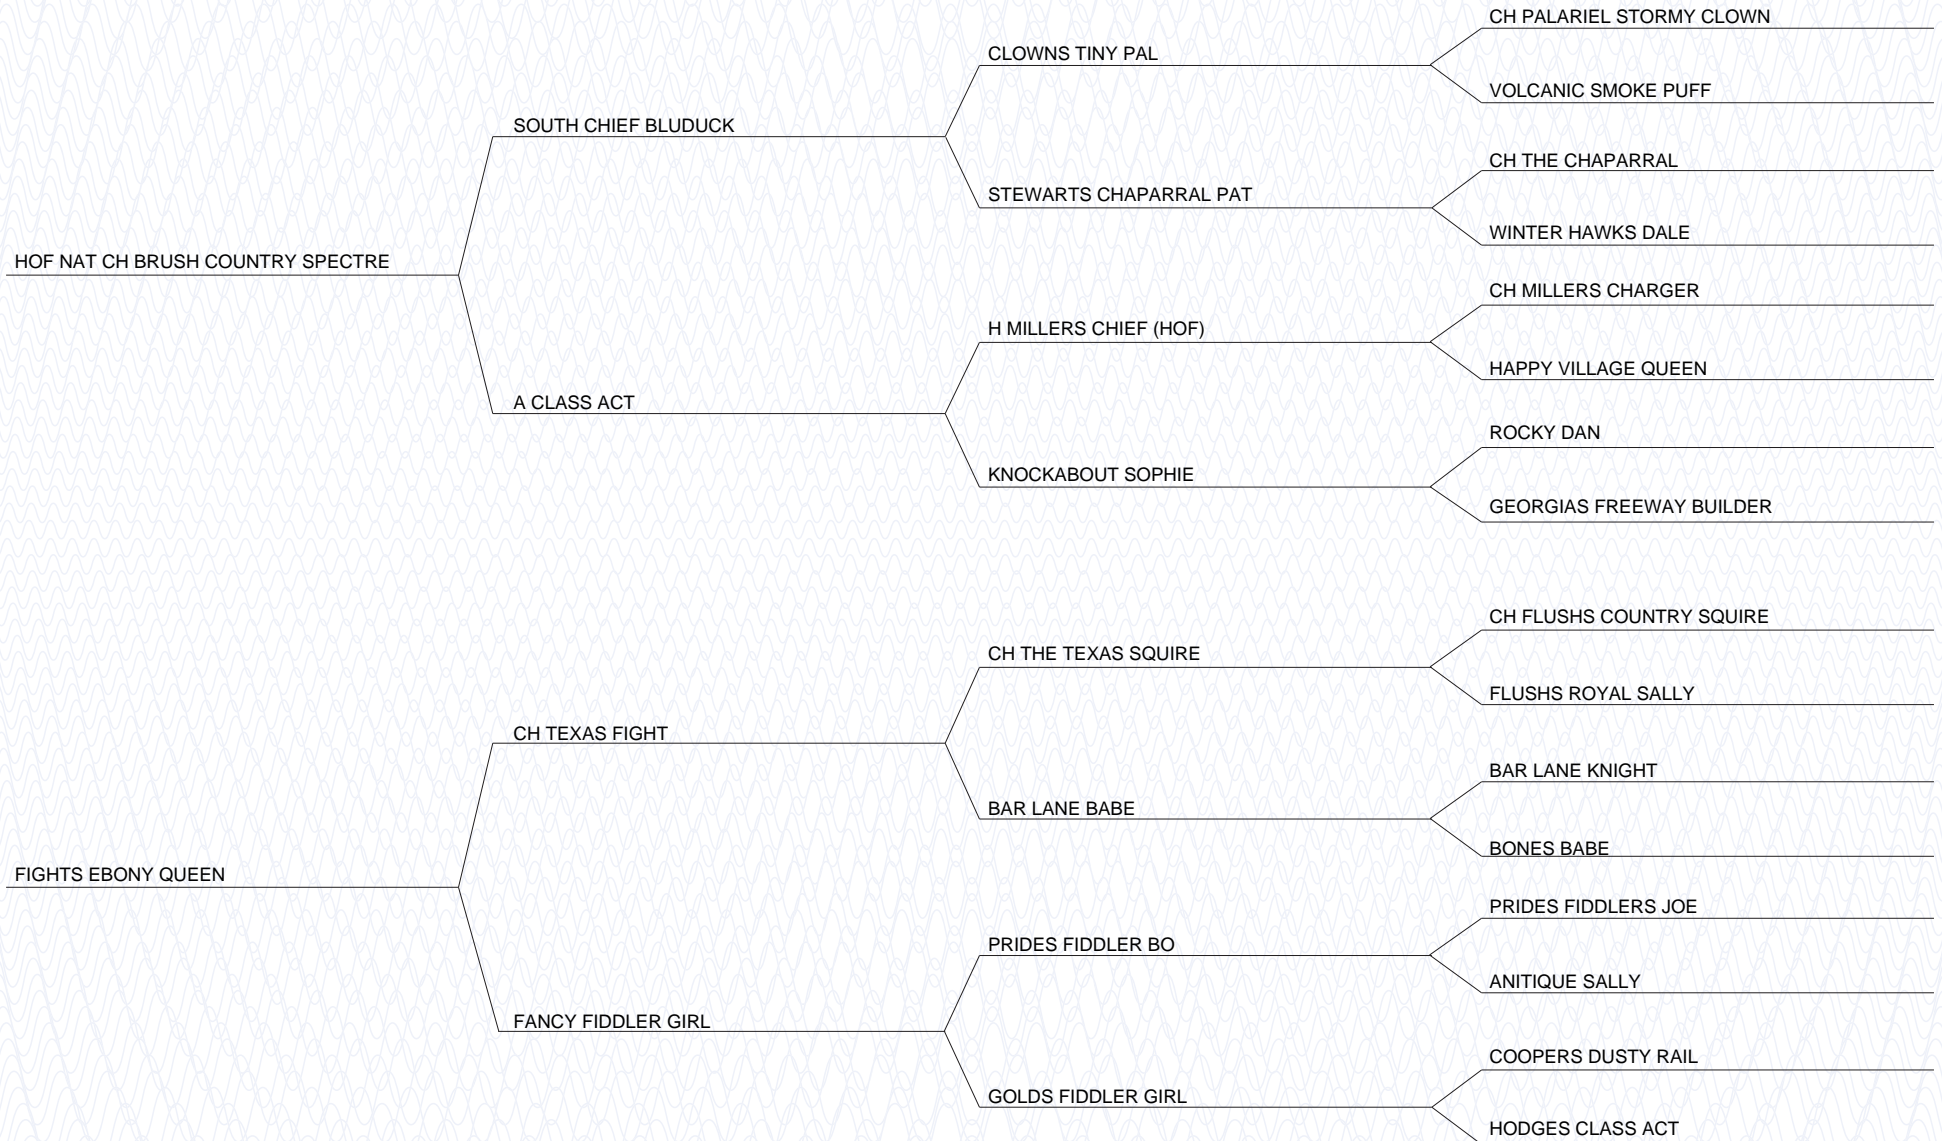 CH PALARIEL STORMY CLOWN
CLOWNS TINY PAL
VOLCANIC SMOKE PUFF
SOUTH CHIEF BLUDUCK
CH THE CHAPARRAL
STEWARTS CHAPARRAL PAT
WINTER HAWKS DALE
HOF NAT CH BRUSH COUNTRY SPECTRE
CH MILLERS CHARGER
H MILLERS CHIEF (HOF)
HAPPY VILLAGE QUEEN
A CLASS ACT
ROCKY DAN
KNOCKABOUT SOPHIE
GEORGIAS FREEWAY BUILDER
CH FLUSHS COUNTRY SQUIRE
CH THE TEXAS SQUIRE
FLUSHS ROYAL SALLY
CH TEXAS FIGHT
BAR LANE KNIGHT
BAR LANE BABE
BONES BABE
FIGHTS EBONY QUEEN
PRIDES FIDDLERS JOE
PRIDES FIDDLER BO
ANITIQUE SALLY
FANCY FIDDLER GIRL
COOPERS DUSTY RAIL
GOLDS FIDDLER GIRL
HODGES CLASS ACT